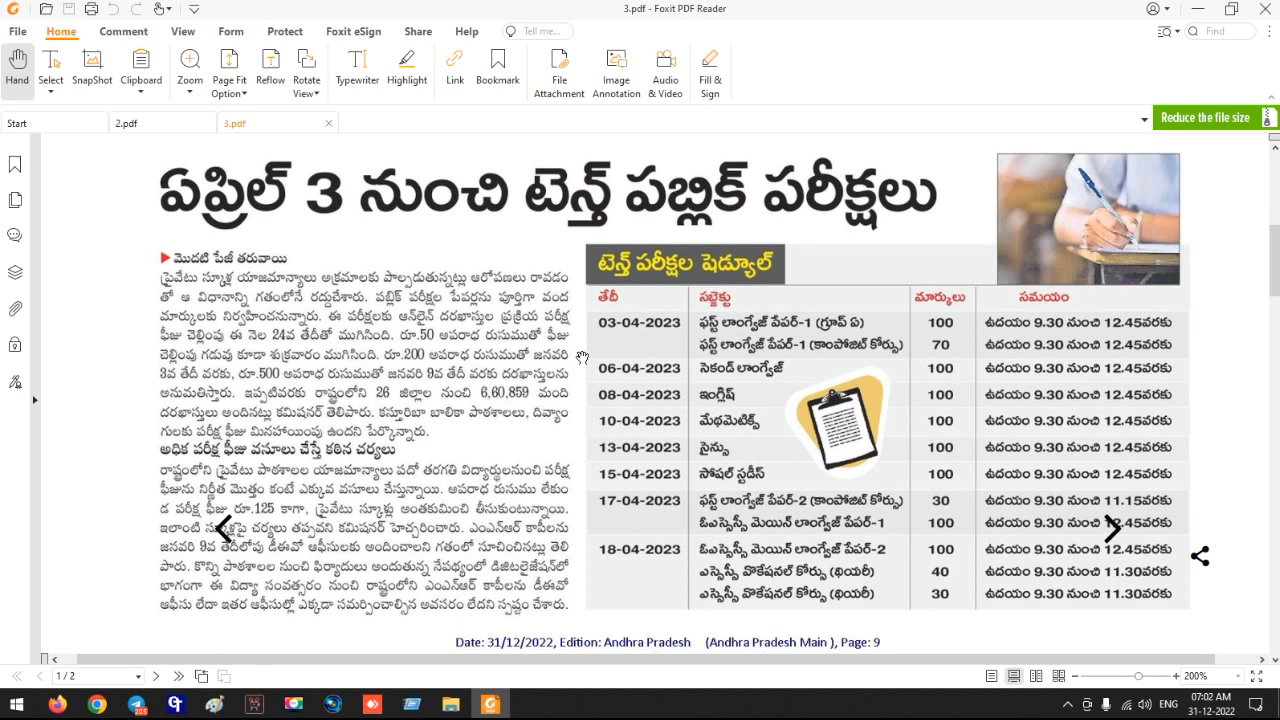 3.pdf - Foxit PDF Reader
File Home Comment View Form Protect Foxit eSign Share Help Tell me... Find
Hand Select SnapShot Clipboard Zoom Page Fit Option Reflow Rotate View Typewriter Highlight Link Bookmark File Attachment Image Annotation Audio & Video Fill & Sign
Start 2.pdf 3.pdf Reduce the file size
ఏప్రిల్ 3 నుంచి టెన్త్ పబ్లిక్ పరీక్షలు
మొదటి పేజీ తరువాయి
ప్రైవేటు స్కూళ్ల యాజమాన్యాలు అక్రమాలకు పాల్పడుతున్నట్లు ఆరోపణలు రావడం
తో ఆ విధానాన్ని గతంలోనే రద్దుచేశారు. పబ్లిక్ పరీక్షల పేపర్లను పూర్తిగా వంద
మార్కులకు నిర్వహించనున్నారు. ఈ పరీక్షలకు ఆన్‌లైన్ దరఖాస్తుల ప్రక్రియ పరీక్ష
ఫీజు చెల్లింపు ఈ నెల 24వ తేదీతో ముగిసింది. రూ.50 అపరాధ రుసుముతో ఫీజు
చెల్లింపు గడువు కూడా శుక్రవారం ముగిసింది. రూ.200 అపరాధ రుసుముతో జనవరి
3వ తేదీ వరకు, రూ.500 అపరాధ రుసుముతో జనవరి 9వ తేదీ వరకు దరఖాస్తులను
అనుమతిస్తారు. ఇప్పటివరకు రాష్ట్రంలోని 26 జిల్లాల నుంచి 6,60,859 మంది
దరఖాస్తులు అందినట్లు కమిషనర్ తెలిపారు. కస్తూరిబా బాలికా పాఠశాలలు, దివ్యాం
గులకు పరీక్ష ఫీజు మినహాయింపు ఉందని పేర్కొన్నారు.
అధిక పరీక్ష ఫీజు వసూలు చేస్తే కఠిన చర్యలు
రాష్ట్రంలోని ప్రైవేటు పాఠశాలల యాజమాన్యాలు పదో తరగతి విద్యార్థులనుంచి పరీక్ష
ఫీజును నిర్ణీత మొత్తం కంటే ఎక్కువ వసూలు చేస్తున్నాయి. అపరాధ రుసుము లేకుం
డ పరీక్ష ఫీజు రూ.125 కాగా, ప్రైవేటు స్కూళ్లు అంతకుమించి తీసుకుంటున్నాయి.
ఇలాంటి స్కూళ్లపై చర్యలు తప్పవని కమిషనర్ హెచ్చరించారు. ఎంఎన్ఆర్ కాపీలను
జనవరి 9వ తేదీలోపు డీఈవో ఆఫీసులకు అందించాలని గతంలో సూచించినట్లు తెలి
పారు. కొన్ని పాఠశాలల నుంచి ఫిర్యాదులు అందుతున్న నేపథ్యంలో డిజిటలైజేషన్‌లో
భాగంగా ఈ విద్యా సంవత్సరం నుంచి రాష్ట్రంలోని ఎంఎన్ఆర్ కాపీలను డీఈవో
ఆఫీసు లేదా ఇతర ఆఫీసుల్లో ఎక్కడా సమర్పించాల్సిన అవసరం లేదని స్పష్టం చేశారు.
టెన్త్ పరీక్షల షెడ్యూల్
తేదీ సబ్జెక్టు మార్కులు సమయం
03-04-2023 ఫస్ట్ లాంగ్వేజ్ పేపర్-1 (గ్రూప్ ఏ) 100 ఉదయం 9.30 నుంచి 12.45వరకు
ఫస్ట్ లాంగ్వేజ్ పేపర్-1 (కాంపోజిట్ కోర్సు) 70 ఉదయం 9.30 నుంచి 12.45వరకు
06-04-2023 సెకండ్ లాంగ్వేజ్ 100 ఉదయం 9.30 నుంచి 12.45వరకు
08-04-2023 ఇంగ్లిష్ 100 ఉదయం 9.30 నుంచి 12.45వరకు
10-04-2023 మేథమెటిక్స్ 100 ఉదయం 9.30 నుంచి 12.45వరకు
13-04-2023 సైన్సు 100 ఉదయం 9.30 నుంచి 12.45వరకు
15-04-2023 సోషల్ స్టడీస్ 100 ఉదయం 9.30 నుంచి 12.45వరకు
17-04-2023 ఫస్ట్ లాంగ్వేజ్ పేపర్-2 (కాంపోజిట్ కోర్సు) 30 ఉదయం 9.30 నుంచి 11.15వరకు
ఓఎస్సెస్సీ మెయిన్ లాంగ్వేజ్ పేపర్-1 100 ఉదయం 9.30 నుంచి 12.45వరకు
18-04-2023 ఓఎస్సెస్సీ మెయిన్ లాంగ్వేజ్ పేపర్-2 100 ఉదయం 9.30 నుంచి 12.45వరకు
ఎస్సెస్సీ వొకేషనల్ కోర్సు (థియరీ) 40 ఉదయం 9.30 నుంచి 11.30వరకు
ఎస్సెస్సీ వొకేషనల్ కోర్సు (థియరీ) 30 ఉదయం 9.30 నుంచి 11.30వరకు
Date: 31/12/2022, Edition: Andhra Pradesh (Andhra Pradesh Main ), Page: 9
1 / 2 200%
205 ENG 07:02 AM
31-12-2022